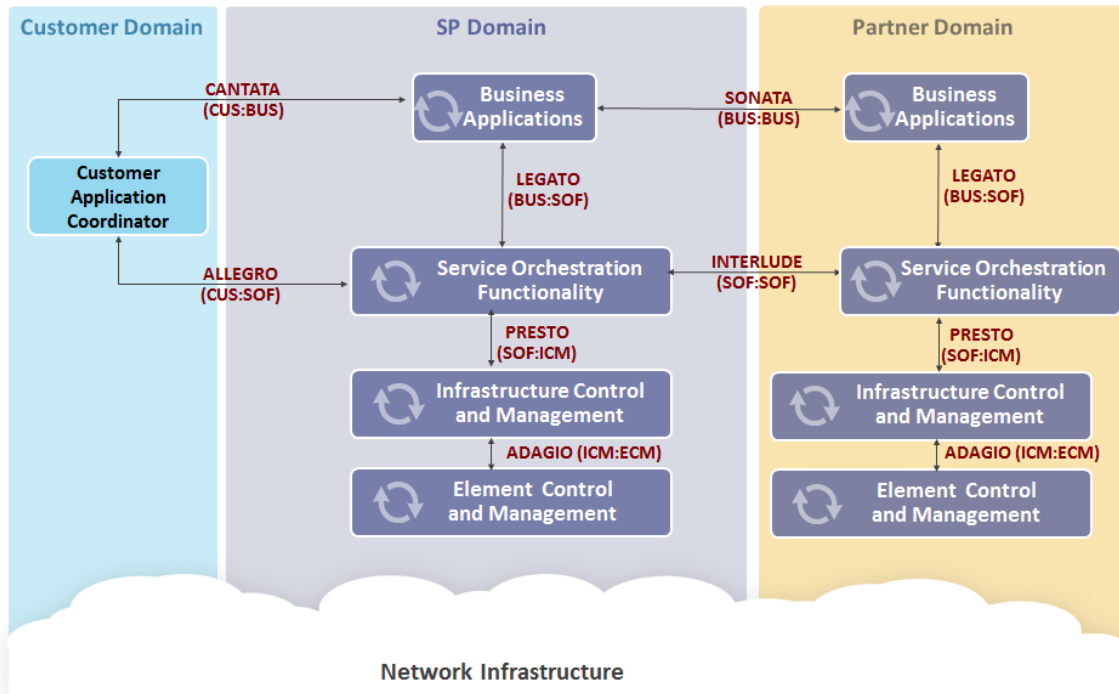 Customer Domain
SP Domain
Partner Domain
CANTATA
(CUS:BUS)
Business
Applications
SONATA
(BUS:BUS)
Business
Applications
Customer
Application
Coordinator
LEGATO
(BUS:SOF)
LEGATO
(BUS:SOF)
ALLEGRO
(CUS:SOF)
Service Orchestration
Functionality
INTERLUDE
(SOF:SOF)
Service Orchestration
Functionality
PRESTO
(SOF:ICM)
PRESTO
(SOF:ICM)
Infrastructure Control
and Management
Infrastructure Control
and Management
ADAGIO (ICM:ECM)
ADAGIO (ICM:ECM)
Element Control
and Management
Element Control
and Management
Network Infrastructure